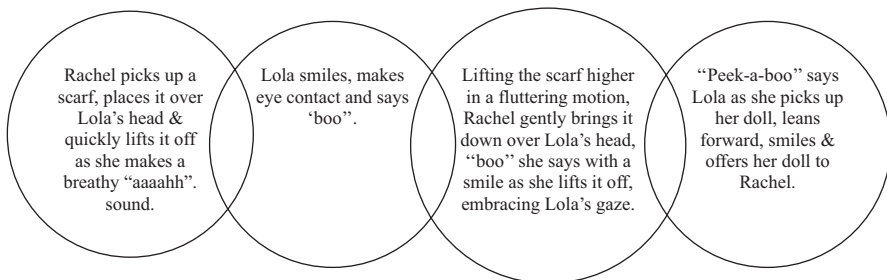 Rachel picks up a
scarf, places it over
Lola’s head &
quickly lifts it off
as she makes a
breathy “aaaahh”.
sound.
Lola smiles, makes
eye contact and says
‘boo”.
Lifting the scarf higher
in a fluttering motion,
Rachel gently brings it
down over Lola’s head,
“boo” she says with a
smile as she lifts it off,
embracing Lola’s gaze.
“Peek-a-boo” says
Lola as she picks up
her doll, leans
forward, smiles &
offers her doll to
Rachel.